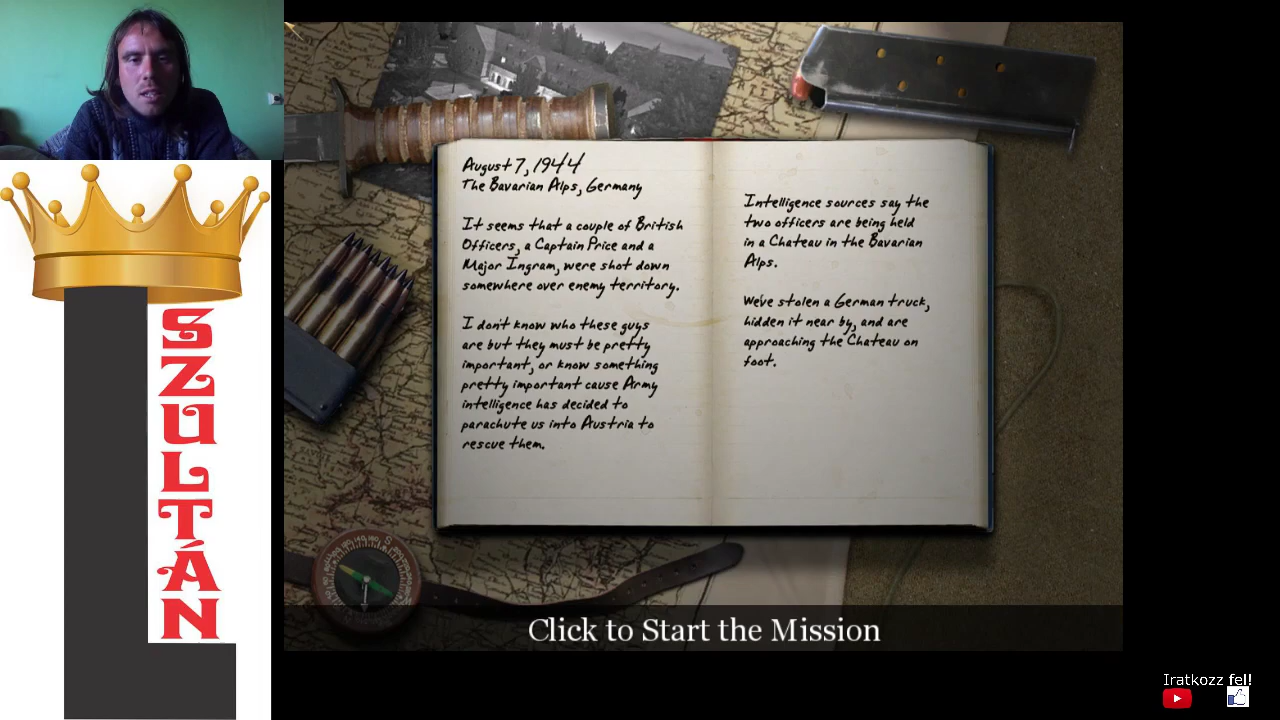 SZULTÁN
August 7, 1944
The Bavarian Alps, Germany
It seems that a couple of British
Officers, a Captain Price and a
Major Ingram, were shot down
somewhere over enemy territory.
I don't know who these guys
are but they must be pretty
important, or know something
pretty important cause Army
intelligence has decided to
parachute us into Austria to
rescue them.
Intelligence sources say the
two officers are being held
in a Chateau in the Bavarian
Alps.
We've stolen a German truck,
hidden it near by, and are
approaching the Chateau on
foot.
Click to Start the Mission
Iratkozz fel!